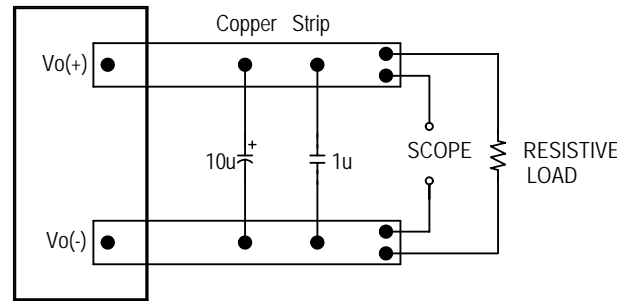 Copper Strip
Vo(+)
+
10u
1u
SCOPE
RESISTIVE
LOAD
Vo(-)